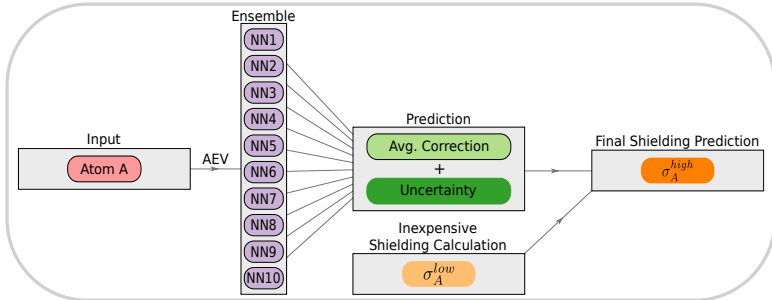 Ensemble
NN1
NN2
NN3
NN4
NN5
NN6
NN7
NN8
NN9
NN10
Input
Atom A
AEV
Prediction
Avg. Correction
+
Uncertainty
Inexpensive
Shielding Calculation
σ_A^{low}
Final Shielding Prediction
σ_A^{high}